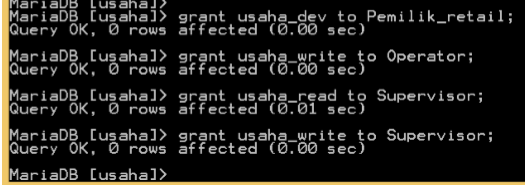 MariaDB [usaha]>
MariaDB [usaha]> grant usaha_dev to Pemilik_retail;
Query OK, 0 rows affected (0.00 sec)
MariaDB [usaha]> grant usaha_write to Operator;
Query OK, 0 rows affected (0.00 sec)
MariaDB [usaha]> grant usaha_read to Supervisor;
Query OK, 0 rows affected (0.01 sec)
MariaDB [usaha]> grant usaha_write to Supervisor;
Query OK, 0 rows affected (0.00 sec)
MariaDB [usaha]>